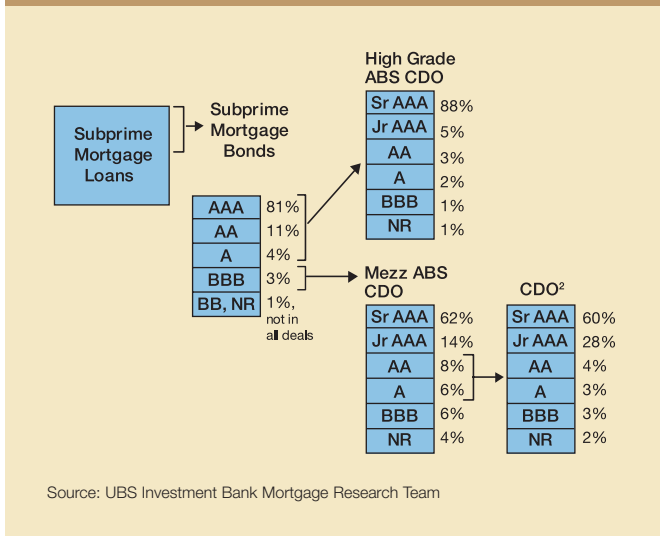 Subprime
Mortgage
Loans
Subprime
Mortgage
Bonds
AAA 81%
AA 11%
A 4%
BBB 3%
BB, NR 1%,
not in
all deals
High Grade
ABS CDO
Sr AAA 88%
Jr AAA 5%
AA 3%
A 2%
BBB 1%
NR 1%
Mezz ABS
CDO
Sr AAA 62%
Jr AAA 14%
AA 8%
A 6%
BBB 6%
NR 4%
CDO²
Sr AAA 60%
Jr AAA 28%
AA 4%
A 3%
BBB 3%
NR 2%
Source: UBS Investment Bank Mortgage Research Team